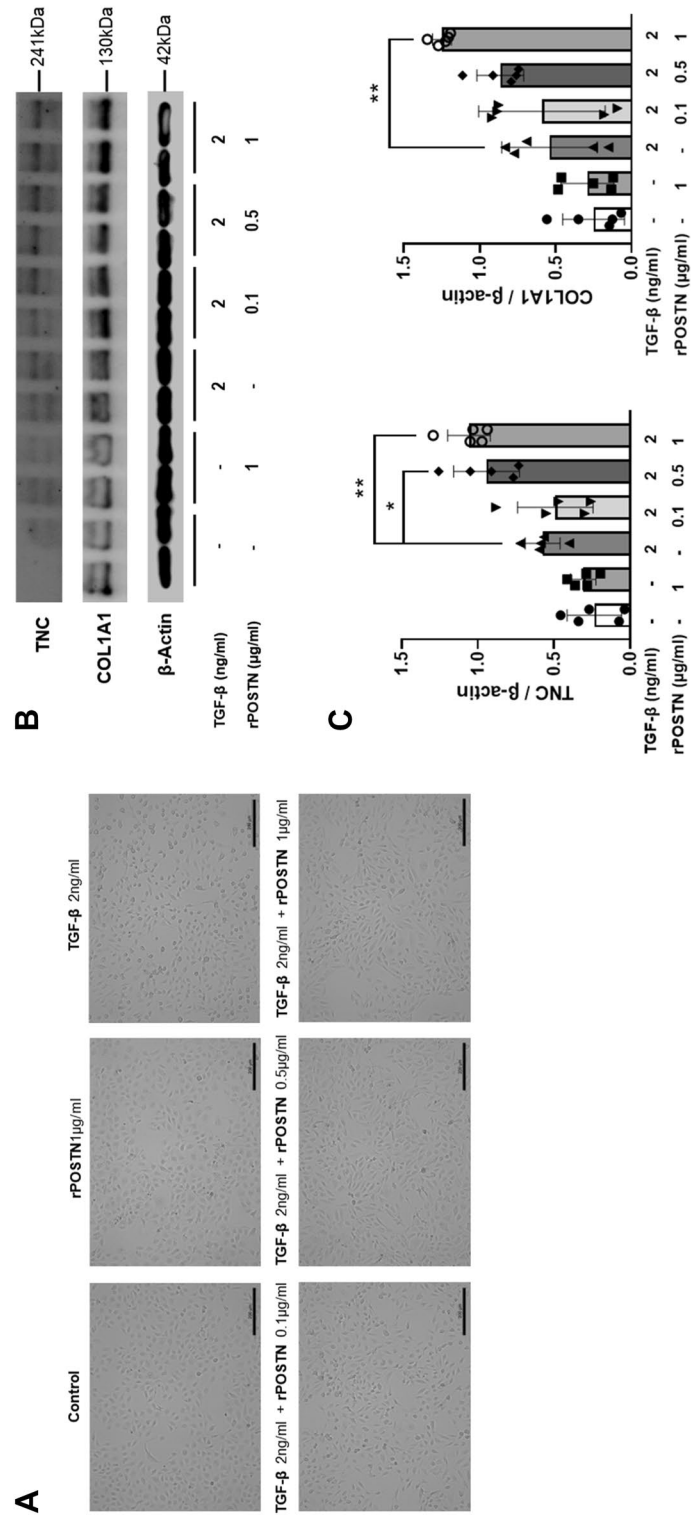 A
Control
rPOSTN1µg/ml
TGF-β 2ng/ml
TGF-β 2ng/ml + rPOSTN 0.1µg/ml
TGF-β 2ng/ml + rPOSTN 0.5µg/ml
TGF-β 2ng/ml + rPOSTN 1µg/ml
B
TNC
241kDa
COL1A1
130kDa
β-Actin
42kDa
TGF-β (ng/ml) - - 2 2 2 2
rPOSTN (µg/ml) - 1 - 0.1 0.5 1
C
TNC / β-actin
1.5
1.0
0.5
0.0
**
*
TGF-β (ng/ml) - - 2 2 2 2
rPOSTN (µg/ml) - 1 - 0.1 0.5 1
COL1A1 / β-actin
1.5
1.0
0.5
0.0
**
TGF-β (ng/ml) - - 2 2 2 2
rPOSTN (µg/ml) - 1 - 0.1 0.5 1